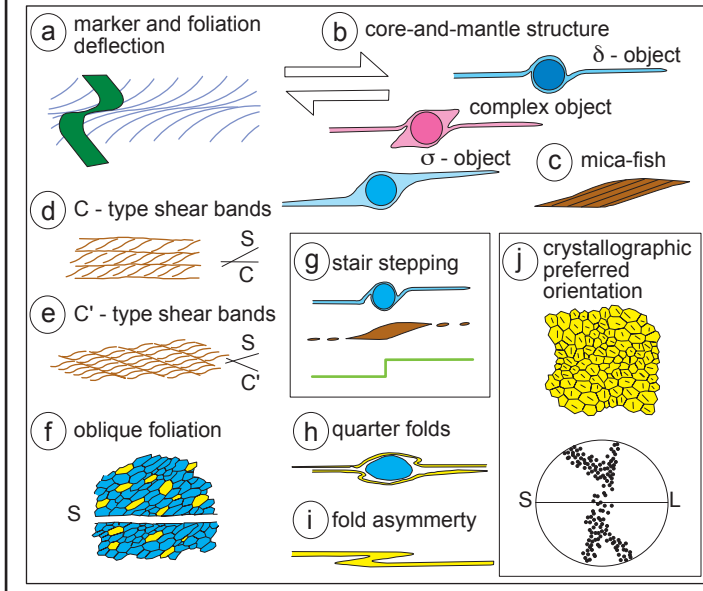 a
marker and foliation
deflection
b
core-and-mantle structure
δ - object
complex object
σ - object
c
mica-fish
d
C - type shear bands
S
C
e
C' - type shear bands
S
C'
f
oblique foliation
S
g
stair stepping
h
quarter folds
i
fold asymmerty
j
crystallographic
preferred
orientation
S
L